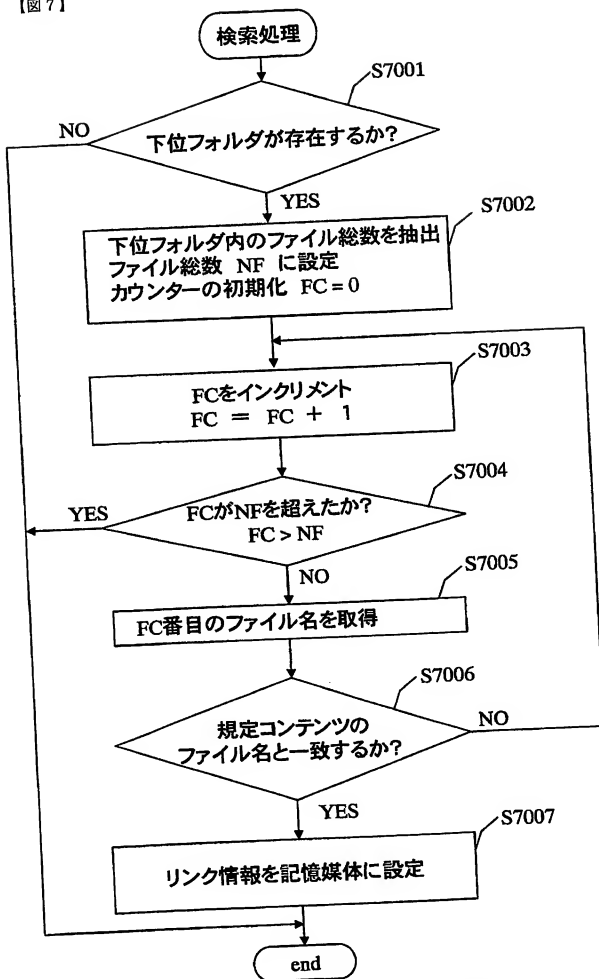 【図7】
検索処理
S7001
NO
下位フォルダが存在するか?
YES
S7002
下位フォルダ内のファイル総数を抽出
ファイル総数 NF に設定
カウンターの初期化 FC = 0
S7003
FCをインクリメント
FC = FC + 1
S7004
YES
FCがNFを超えたか?
FC > NF
NO
S7005
FC番目のファイル名を取得
S7006
規定コンテンツの
ファイル名と一致するか?
NO
YES
S7007
リンク情報を記憶媒体に設定
end